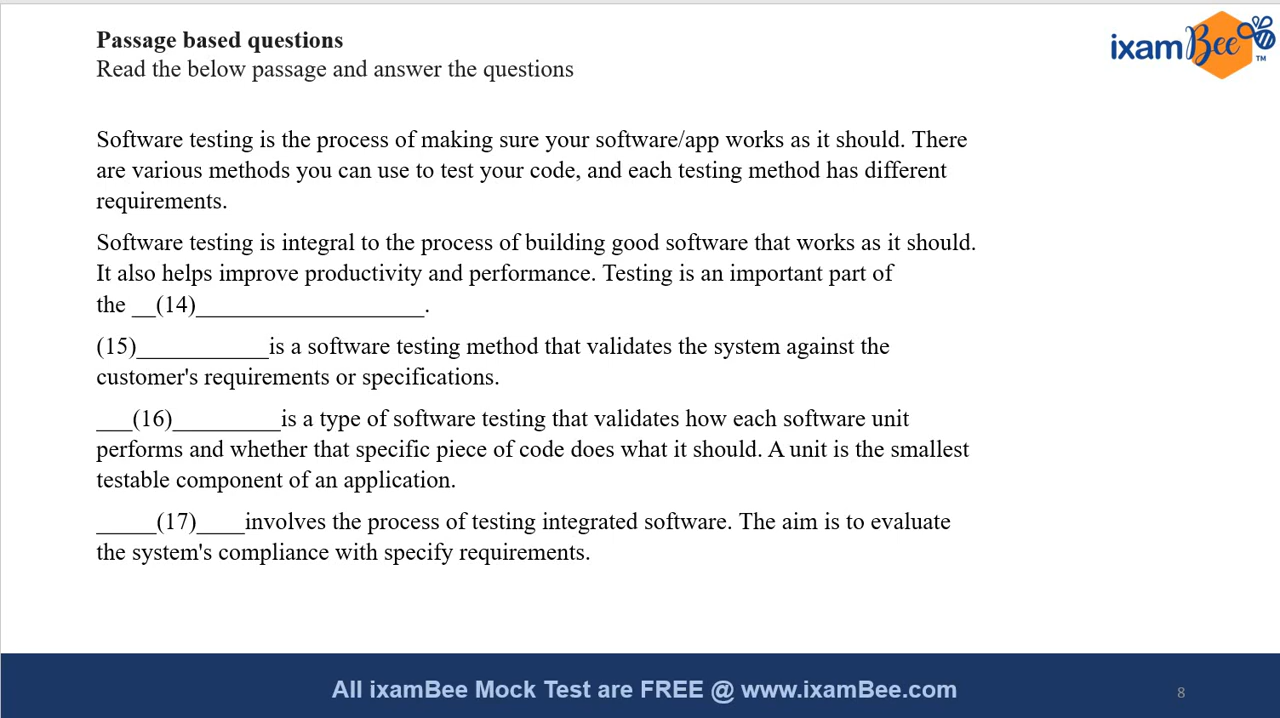 Passage based questions
Read the below passage and answer the questions
ixamBee
TM
Software testing is the process of making sure your software/app works as it should. There
are various methods you can use to test your code, and each testing method has different
requirements.
Software testing is integral to the process of building good software that works as it should.
It also helps improve productivity and performance. Testing is an important part of
the __(14)___________________.
(15)___________is a software testing method that validates the system against the
customer's requirements or specifications.
___(16)_________is a type of software testing that validates how each software unit
performs and whether that specific piece of code does what it should. A unit is the smallest
testable component of an application.
_____(17)____involves the process of testing integrated software. The aim is to evaluate
the system's compliance with specify requirements.
All ixamBee Mock Test are FREE @ www.ixamBee.com
8